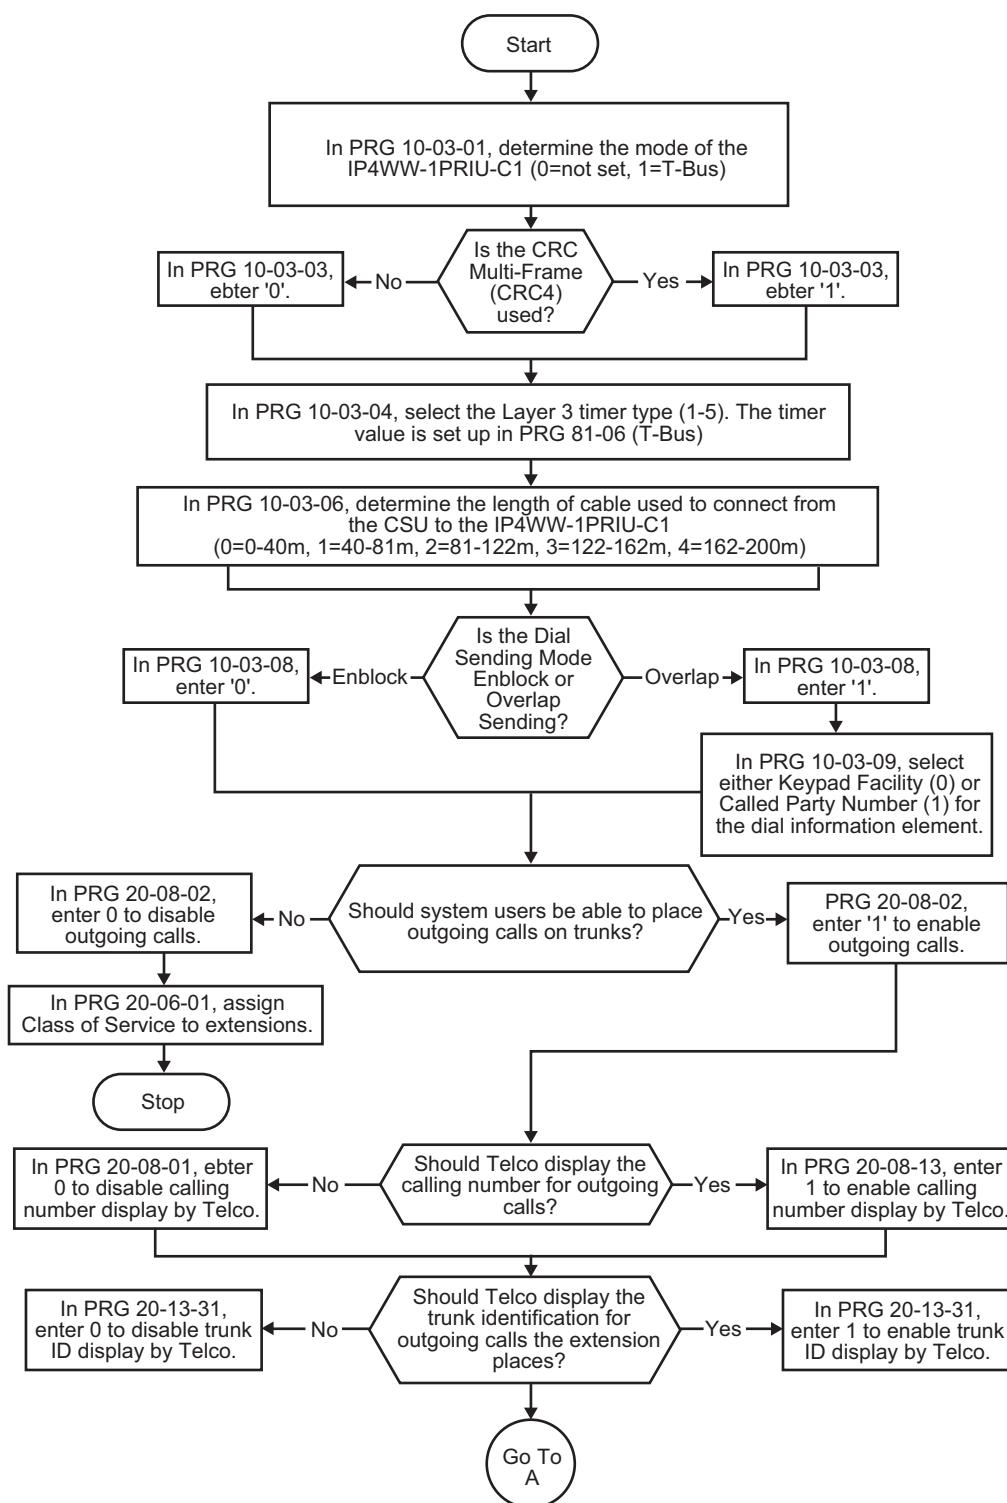 Start
In PRG 10-03-01, determine the mode of the
IP4WW-1PRIU-C1 (0=not set, 1=T-Bus)
Is the CRC
Multi-Frame
(CRC4)
used?
No
Yes
In PRG 10-03-03,
ebter '0'.
In PRG 10-03-03,
ebter '1'.
In PRG 10-03-04, select the Layer 3 timer type (1-5). The timer
value is set up in PRG 81-06 (T-Bus)
In PRG 10-03-06, determine the length of cable used to connect from
the CSU to the IP4WW-1PRIU-C1
(0=0-40m, 1=40-81m, 2=81-122m, 3=122-162m, 4=162-200m)
Is the Dial
Sending Mode
Enblock or
Overlap
Sending?
Enblock
Overlap
In PRG 10-03-08,
enter '0'.
In PRG 10-03-08,
enter '1'.
In PRG 10-03-09, select
either Keypad Facility (0) or
Called Party Number (1) for
the dial information element.
Should system users be able to place
outgoing calls on trunks?
No
Yes
In PRG 20-08-02,
enter 0 to disable
outgoing calls.
PRG 20-08-02,
enter '1' to enable
outgoing calls.
In PRG 20-06-01, assign
Class of Service to extensions.
Stop
Should Telco display the
calling number for outgoing
calls?
No
Yes
In PRG 20-08-01, ebter
0 to disable calling
number display by Telco.
In PRG 20-08-13, enter
1 to enable calling
number display by Telco.
Should Telco display the
trunk identification for
outgoing calls the extension
places?
No
Yes
In PRG 20-13-31,
enter 0 to disable trunk
ID display by Telco.
In PRG 20-13-31,
enter 1 to enable trunk
ID display by Telco.
Go To
A